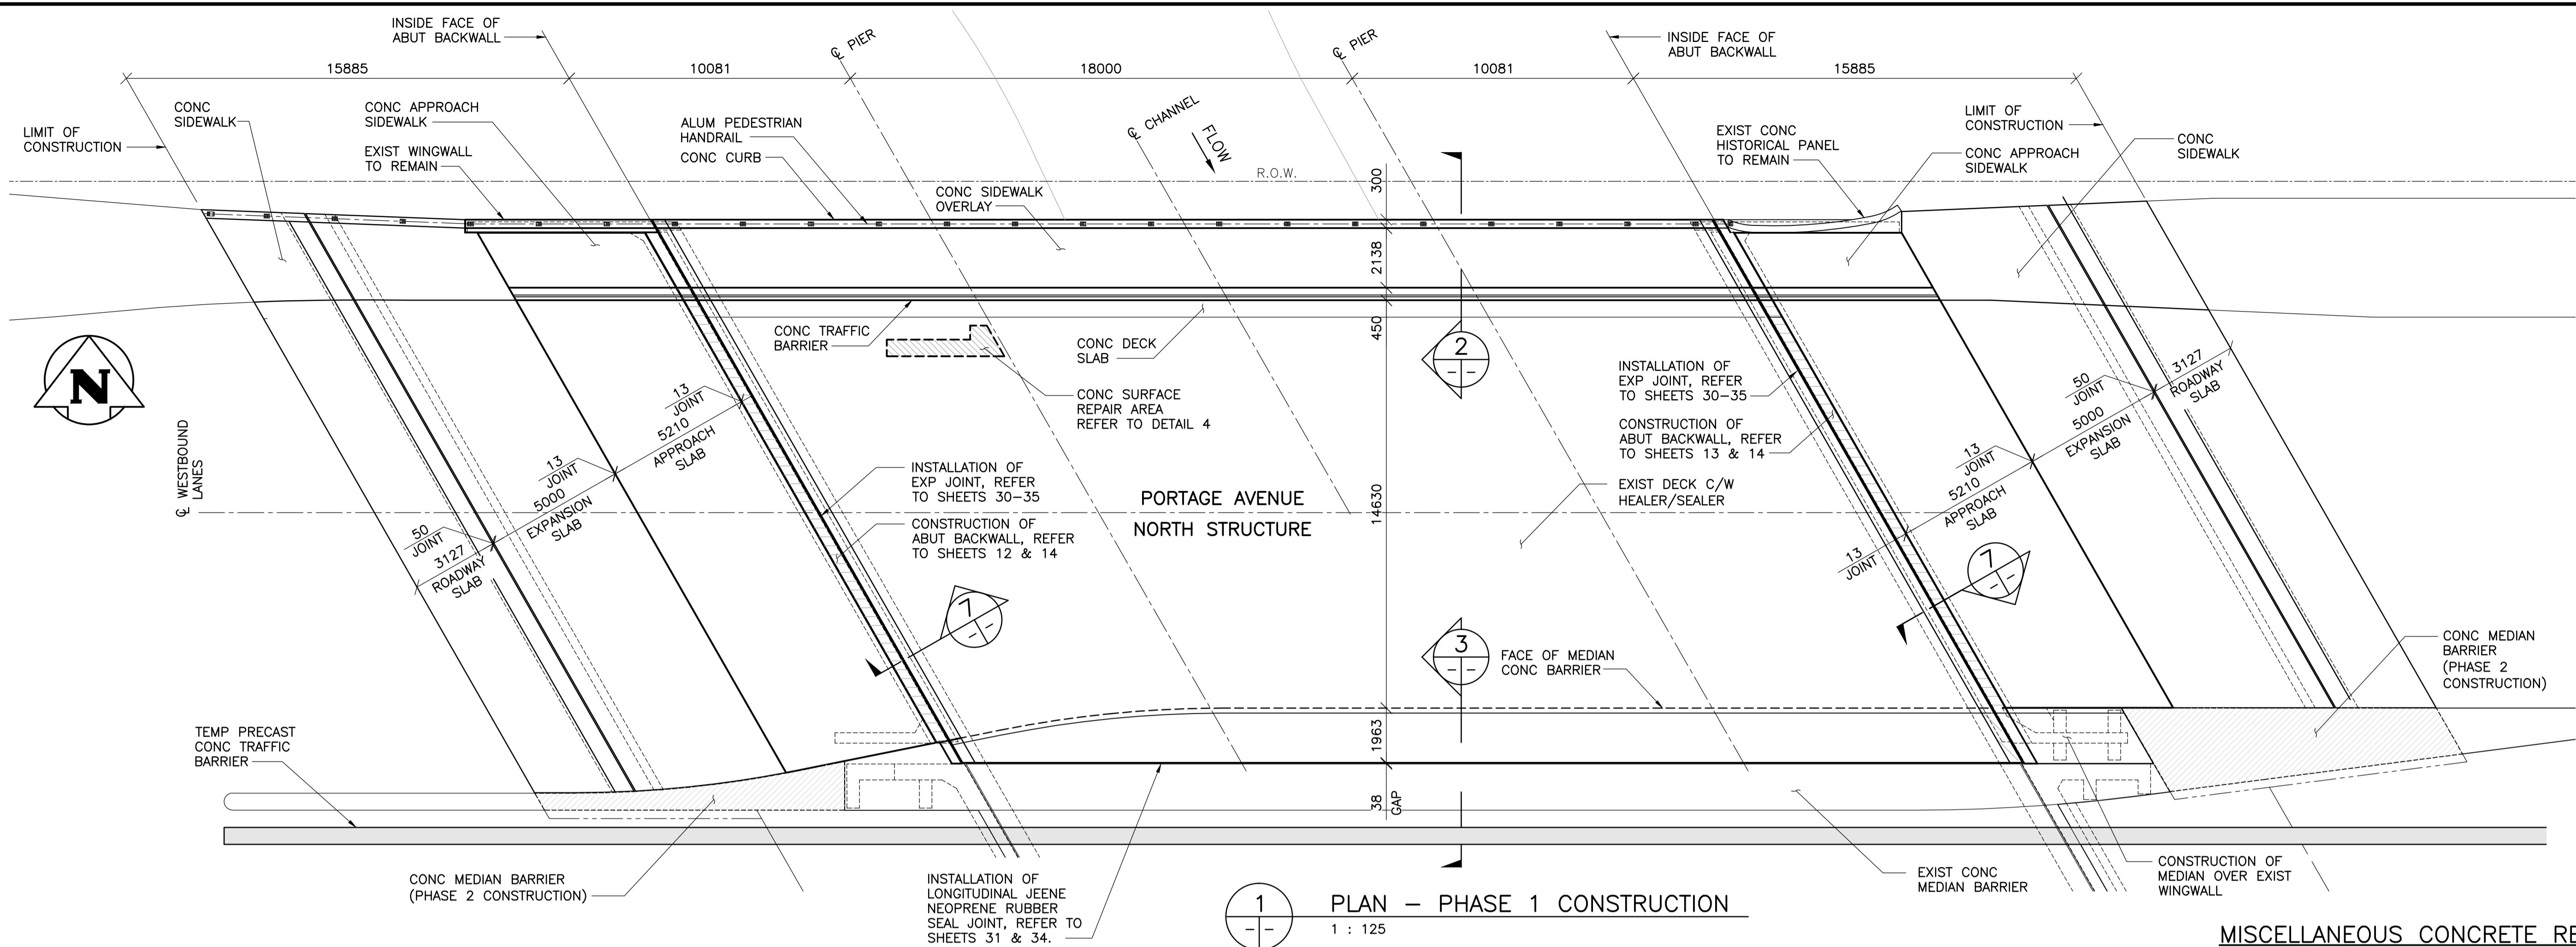 INSIDE FACE OF
ABUT BACKWALL
℄ PIER
℄ PIER
INSIDE FACE OF
ABUT BACKWALL
15885
10081
18000
10081
15885
LIMIT OF
CONSTRUCTION
CONC
SIDEWALK
CONC APPROACH
SIDEWALK
EXIST WINGWALL
TO REMAIN
ALUM PEDESTRIAN
HANDRAIL
CONC CURB
CONC SIDEWALK
OVERLAY
℄ CHANNEL
FLOW
R.O.W.
EXIST CONC
HISTORICAL PANEL
TO REMAIN
LIMIT OF
CONSTRUCTION
CONC APPROACH
SIDEWALK
CONC
SIDEWALK
300
2138
450
14630
1963
38
GAP
N
℄ WESTBOUND
LANES
CONC TRAFFIC
BARRIER
CONC DECK
SLAB
CONC SURFACE
REPAIR AREA
REFER TO DETAIL 4
2
- -
13
JOINT
5210
APPROACH
SLAB
13
JOINT
5000
EXPANSION
SLAB
50
JOINT
3127
ROADWAY
SLAB
INSTALLATION OF
EXP JOINT, REFER
TO SHEETS 30-35
CONSTRUCTION OF
ABUT BACKWALL, REFER
TO SHEETS 12 & 14
PORTAGE AVENUE
NORTH STRUCTURE
INSTALLATION OF
EXP JOINT, REFER
TO SHEETS 30-35
CONSTRUCTION OF
ABUT BACKWALL, REFER
TO SHEETS 13 & 14
EXIST DECK C/W
HEALER/SEALER
3127
ROADWAY
SLAB
50
JOINT
5000
EXPANSION
SLAB
13
JOINT
5210
APPROACH
SLAB
13
JOINT
7
- -
7
- -
3
- -
FACE OF MEDIAN
CONC BARRIER
CONC MEDIAN
BARRIER
(PHASE 2
CONSTRUCTION)
TEMP PRECAST
CONC TRAFFIC
BARRIER
CONC MEDIAN BARRIER
(PHASE 2 CONSTRUCTION)
INSTALLATION OF
LONGITUDINAL JEENE
NEOPRENE RUBBER
SEAL JOINT, REFER TO
SHEETS 31 & 34.
EXIST CONC
MEDIAN BARRIER
CONSTRUCTION OF
MEDIAN OVER EXIST
WINGWALL
1
- -
PLAN - PHASE 1 CONSTRUCTION
1 : 125
MISCELLANEOUS CONCRETE RE